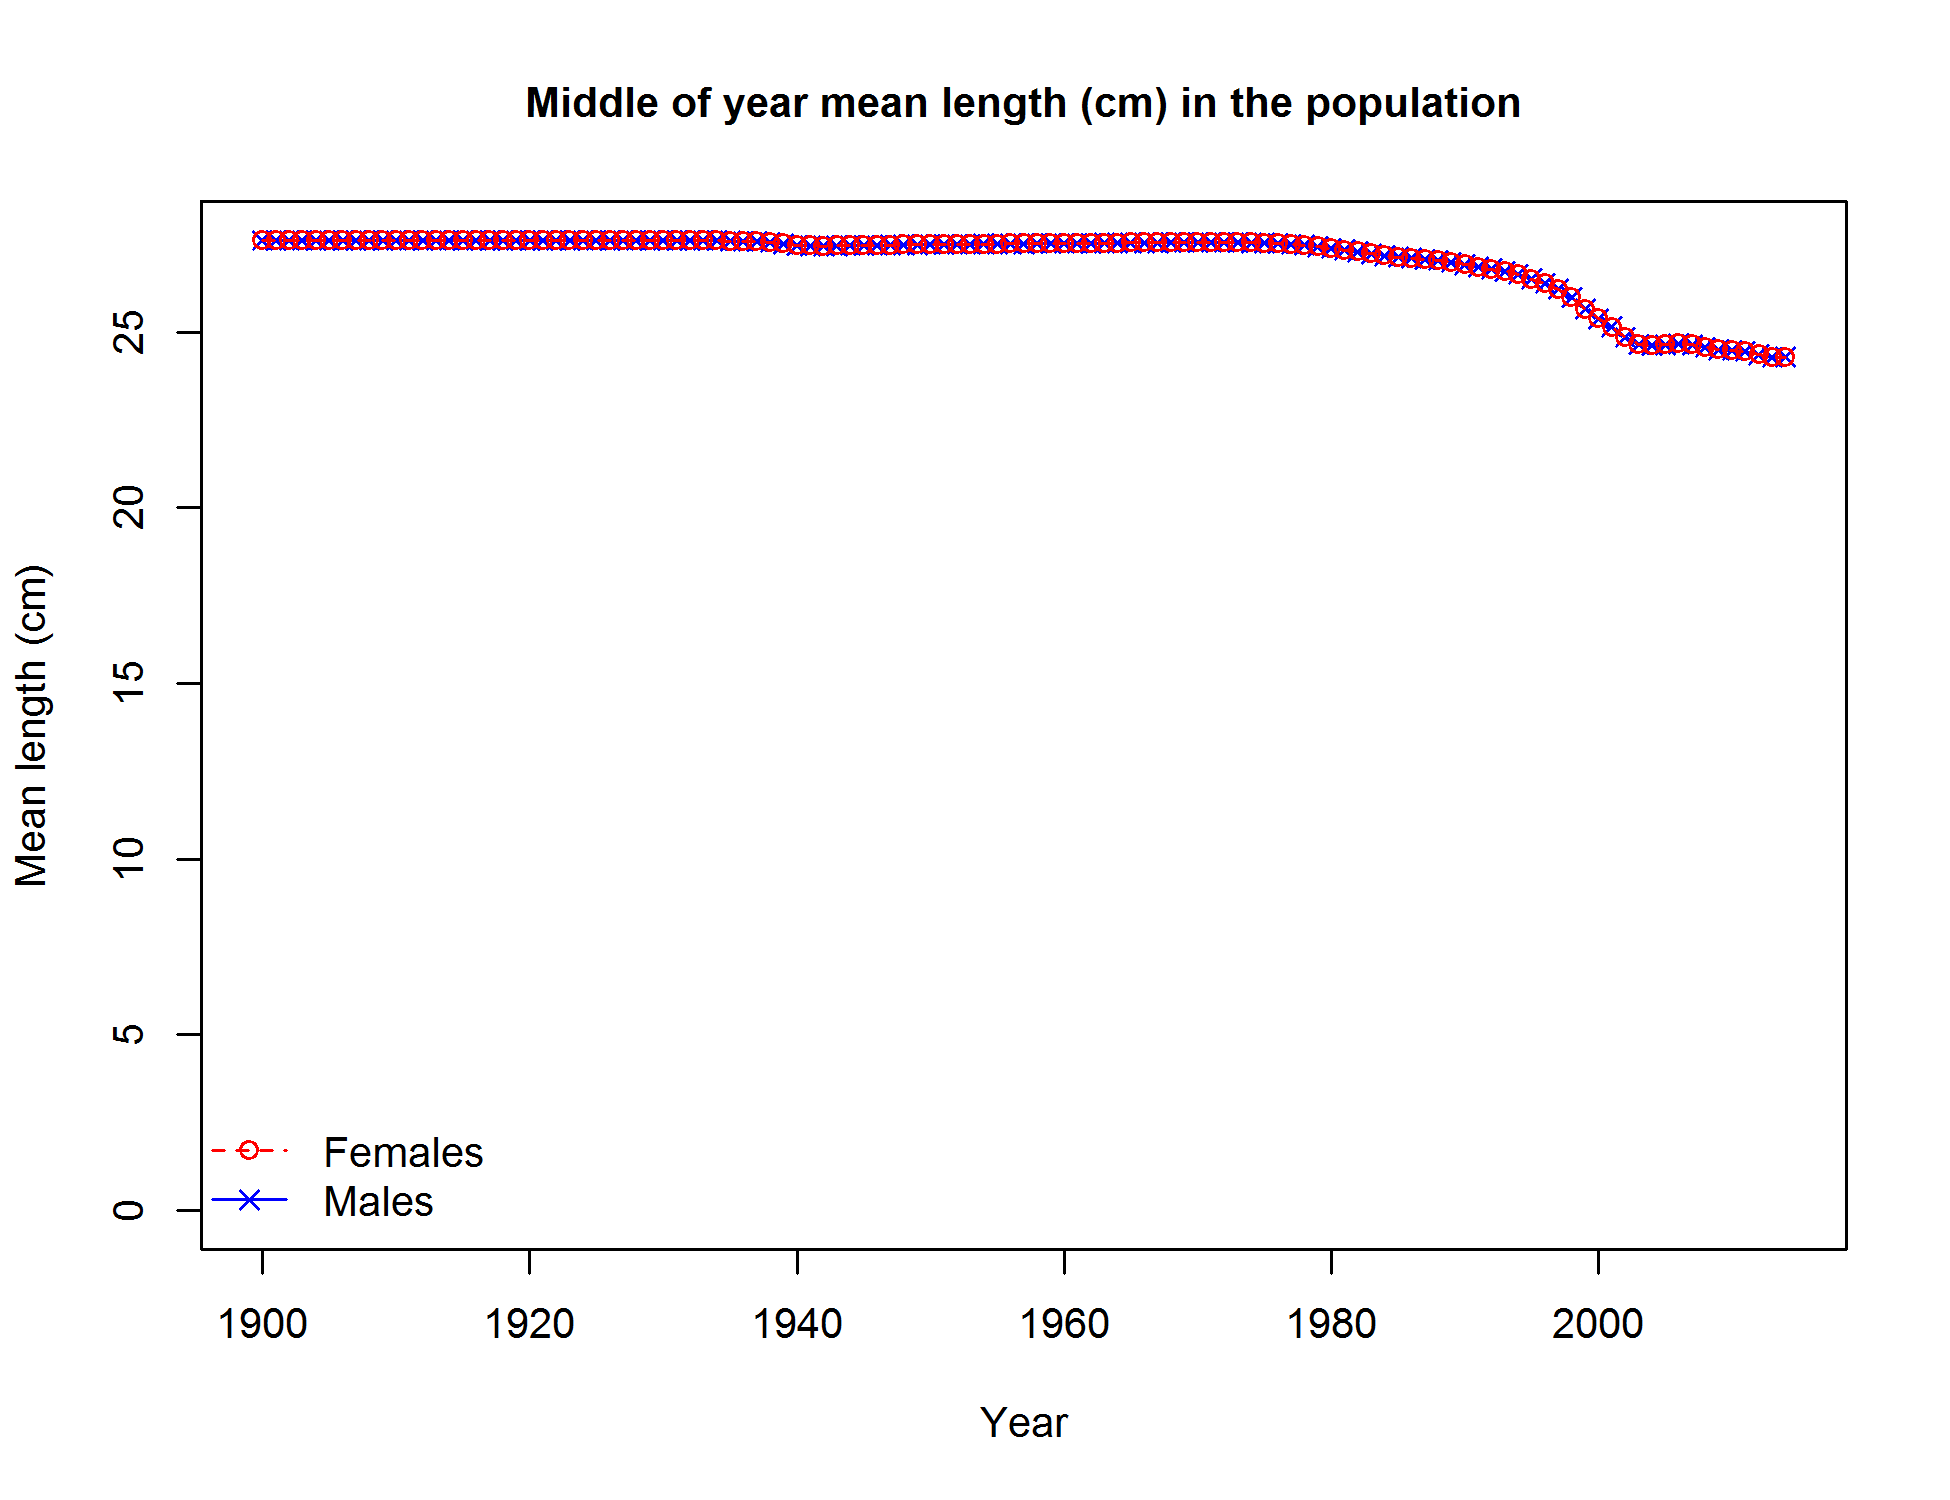 Middle of year mean length (cm) in the population
Mean length (cm)
25
20
15
10
5
0
Females
Males
1900 1920 1940 1960 1980 2000
Year